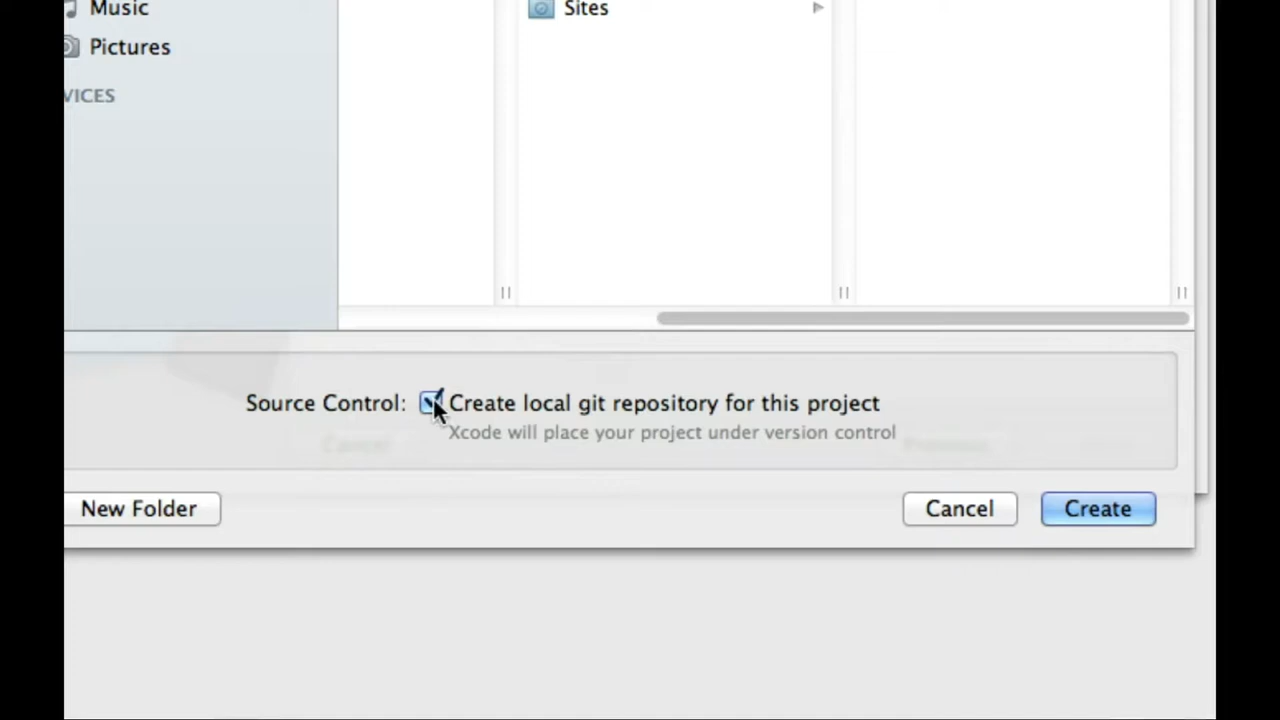 Music
Sites
Pictures
VICES
Source Control: Create local git repository for this project
Xcode will place your project under version control
Cancel
New Folder
Cancel
Create